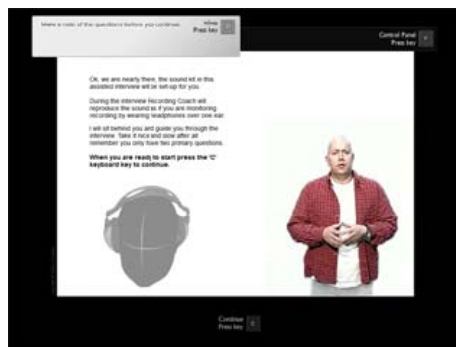 Make a note of the questions before you continue.
Press key
Control Panel
Press key
Ok, we are nearly there, the sound kit in this
assisted interview will be set-up for you.
During the interview Recording Coach will
reproduce the sound as if you are monitoring
recording by wearing headphones over one ear.
I will sit behind you and guide you through the
interview. Take it nice and slow after all
remember you only have two primary questions.
When you are ready to start press the 'C'
keyboard key to continue.
Continue
Press key